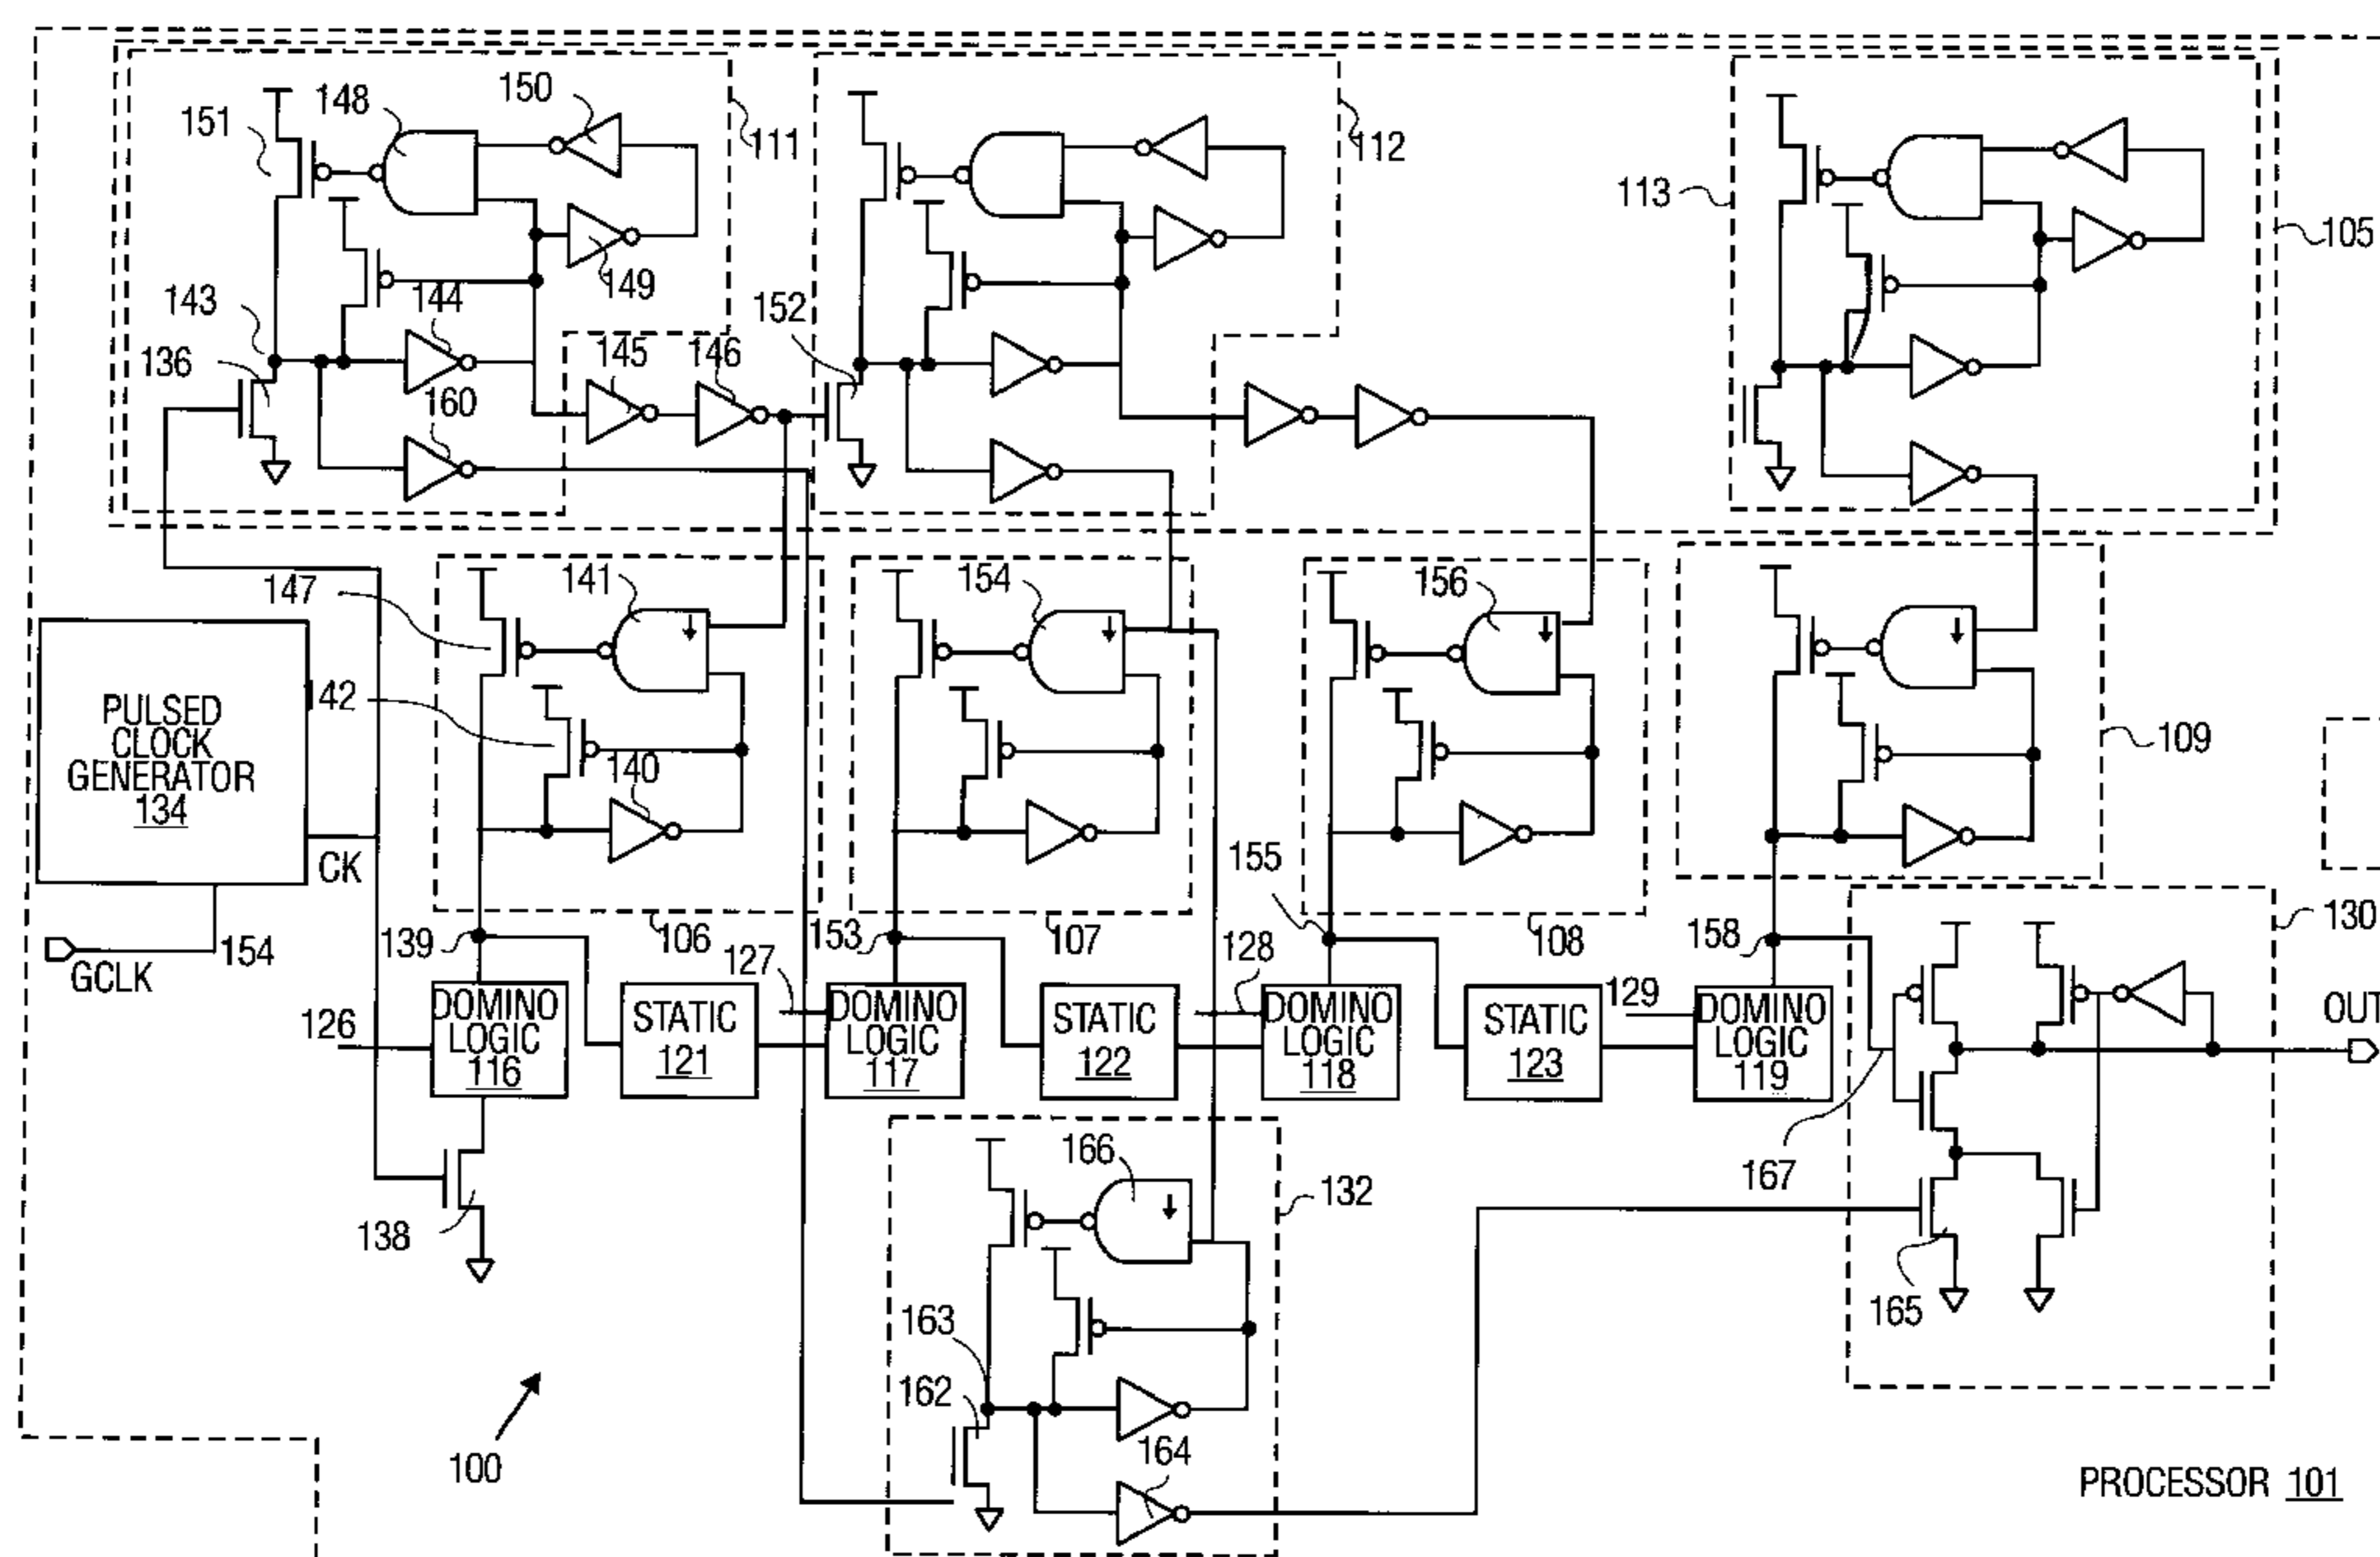 151
148
150
111
112
113
105
143
144
149
152
136
145
146
160
147
141
154
156
142
PULSED
CLOCK
GENERATOR
134
140
109
CK
155
139
106
153
107
108
158
130
GCLK
154
127
128
129
126
DOMINO
LOGIC
116
STATIC
121
DOMINO
LOGIC
117
STATIC
122
DOMINO
LOGIC
118
STATIC
123
DOMINO
LOGIC
119
OUT
167
166
132
138
165
163
162
164
100
PROCESSOR 101